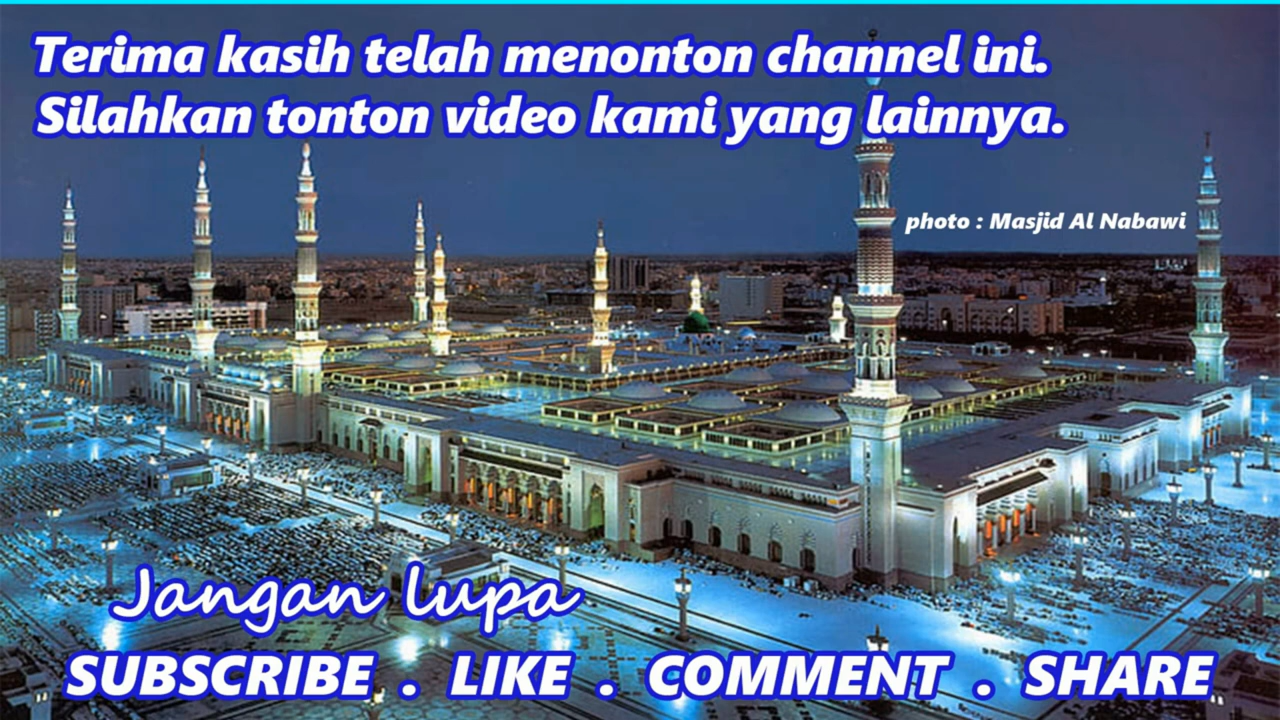 Terima kasih telah menonton channel ini.
Silahkan tonton video kami yang lainnya.
photo : Masjid Al Nabawi
Jangan lupa
SUBSCRIBE . LIKE . COMMENT . SHARE